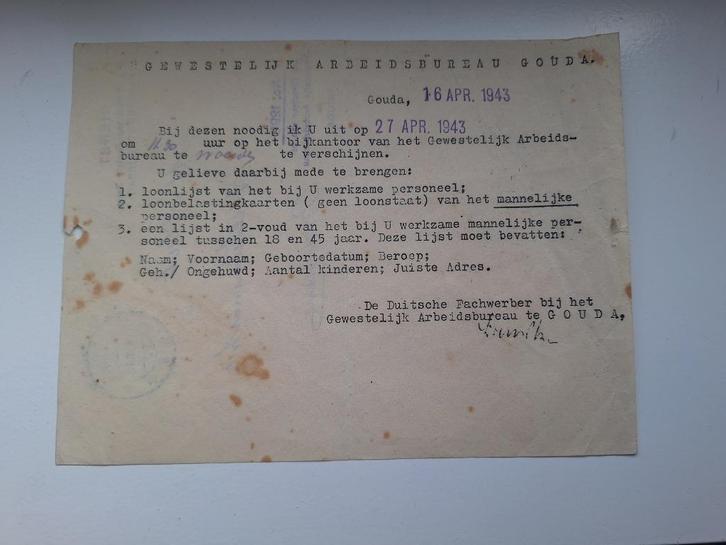 GEWESTELIJK ARBEIDSBUREAU GOUDA.
Gouda, 16 APR. 1943
Bij dezen noodig ik U uit op 27 APR. 1943
om 11.30 uur op het bijkantoor van het Gewestelijk Arbeids-
bureau te te verschijnen.
U gelieve daarbij mede te brengen:
1. loonlijst van het bij U werkzame personeel;
2. loonbelastingkaarten ( geen loonstaat) van het mannelijke
personeel;
3. een lijst in 2-voud van het bij U werkzame mannelijke per-
soneel tusschen 18 en 45 jaar. Deze lijst moet bevatten:
Naam; Voornaam; Geboortedatum; Beroep;
Geh./ Ongehuwd; Aantal kinderen; Juiste Adres.
De Duitsche Fachwerber bij het
Gewestelijk Arbeidsbureau te G O U D A,